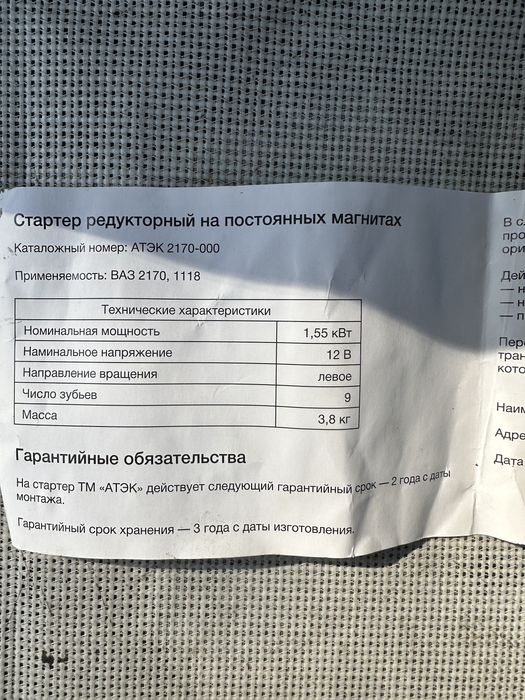 Стартер редукторный на постоянных магнитах
Каталожный номер: АТЭК 2170-000
Применяемость: ВАЗ 2170, 1118
Технические характеристики
Номинальная мощность 1,55 кВт
Наминальное напряжение 12 В
Направление вращения левое
Число зубьев 9
Масса 3,8 кг
Гарантийные обязательства
На стартер ТМ «АТЭК» действует следующий гарантийный срок — 2 года с даты
монтажа.
Гарантийный срок хранения — 3 года с даты изготовления.
В с
про
ори
Дей
— н
— н
— п
Пер
тран
кото
Наим
Адре
Дата